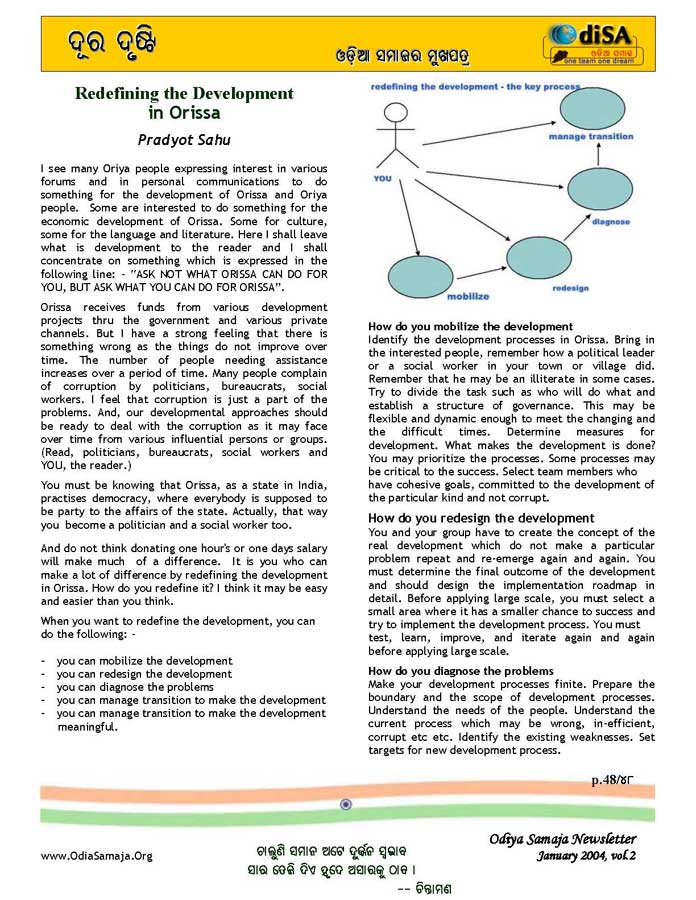 ଦୂର ଦୃଷ୍ଟି
ଓଡ଼ିଆ ସମାଜର ମୁଖପତ୍ର
OdiSA
ଓଡ଼ିଆ ସମାଜ
one team one dream
Redefining the Development
in Orissa
Pradyot Sahu
I see many Oriya people expressing interest in various
forums and in personal communications to do
something for the development of Orissa and Oriya
people. Some are interested to do something for the
economic development of Orissa. Some for culture,
some for the language and literature. Here I shall leave
what is development to the reader and I shall
concentrate on something which is expressed in the
following line: - “ASK NOT WHAT ORISSA CAN DO FOR
YOU, BUT ASK WHAT YOU CAN DO FOR ORISSA”.
Orissa receives funds from various development
projects thru the government and various private
channels. But I have a strong feeling that there is
something wrong as the things do not improve over
time. The number of people needing assistance
increases over a period of time. Many people complain
of corruption by politicians, bureaucrats, social
workers. I feel that corruption is just a part of the
problems. And, our developmental approaches should
be ready to deal with the corruption as it may face
over time from various influential persons or groups.
(Read, politicians, bureaucrats, social workers and
YOU, the reader.)
You must be knowing that Orissa, as a state in India,
practises democracy, where everybody is supposed to
be party to the affairs of the state. Actually, that way
you become a politician and a social worker too.
And do not think donating one hour's or one days salary
will make much of a difference. It is you who can
make a lot of difference by redefining the development
in Orissa. How do you redefine it? I think it may be easy
and easier than you think.
When you want to redefine the development, you can
do the following: -
- you can mobilize the development
- you can redesign the development
- you can diagnose the problems
- you can manage transition to make the development
- you can manage transition to make the development
meaningful.
redefining the development - the key process
manage transition
YOU
diagnose
redesign
mobilize
How do you mobilize the development
Identify the development processes in Orissa. Bring in
the interested people, remember how a political leader
or a social worker in your town or village did.
Remember that he may be an illiterate in some cases.
Try to divide the task such as who will do what and
establish a structure of governance. This may be
flexible and dynamic enough to meet the changing and
the difficult times. Determine measures for
development. What makes the development is done?
You may prioritize the processes. Some processes may
be critical to the success. Select team members who
have cohesive goals, committed to the development of
the particular kind and not corrupt.
How do you redesign the development
You and your group have to create the concept of the
real development which do not make a particular
problem repeat and re-emerge again and again. You
must determine the final outcome of the development
and should design the implementation roadmap in
detail. Before applying large scale, you must select a
small area where it has a smaller chance to success and
try to implement the development process. You must
test, learn, improve, and iterate again and again
before applying large scale.
How do you diagnose the problems
Make your development processes finite. Prepare the
boundary and the scope of development processes.
Understand the needs of the people. Understand the
current process which may be wrong, in-efficient,
corrupt etc etc. Identify the existing weaknesses. Set
targets for new development process.
p.48/୪୮
www.OdiaSamaja.Org
ଚାଲୁଣି ସମାନ ଅଟେ ଦୁର୍ଜ୍ଜନ ସ୍ୱଭାବ
ସାର ତେଜି ଦିଏ ହୃଦେ ଅସାରକୁ ଠାବ ।
-- ଚିନ୍ତାମଣି
Odiya Samaja Newsletter
January 2004, vol.2